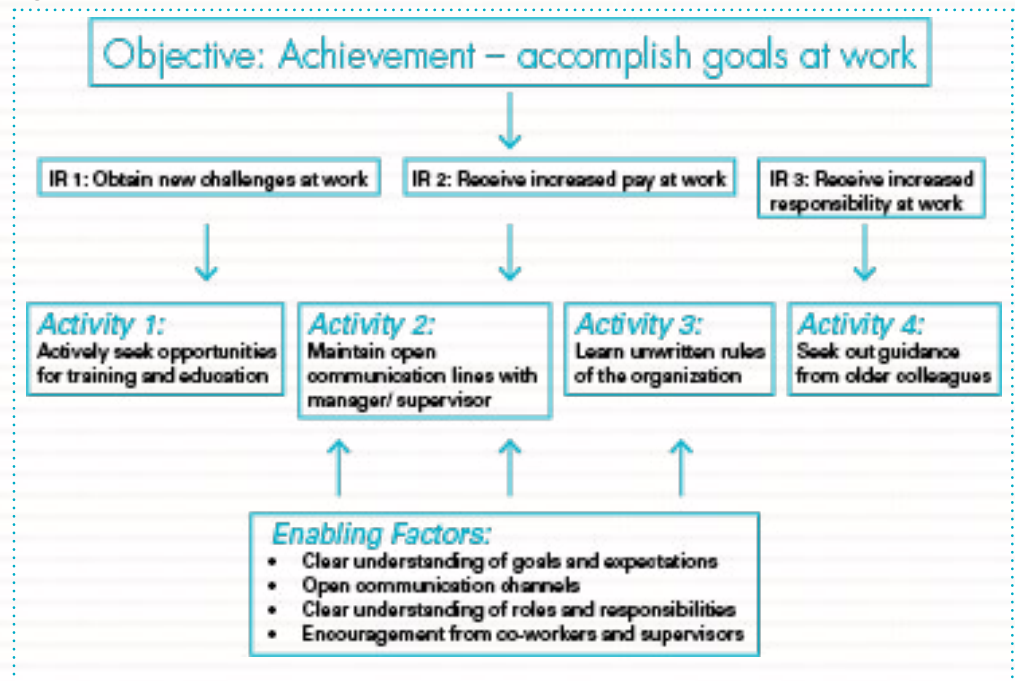 Objective: Achievement – accomplish goals at work
IR 1: Obtain new challenges at work
IR 2: Receive increased pay at work
IR 3: Receive increased
responsibility at work
Activity 1:
Actively seek opportunities
for training and education
Activity 2:
Maintain open
communication lines with
manager/ supervisor
Activity 3:
Learn unwritten rules
of the organization
Activity 4:
Seek out guidance
from older colleagues
Enabling Factors:
• Clear understanding of goals and expectations
• Open communication channels
• Clear understanding of roles and responsibilities
• Encouragement from co-workers and supervisors